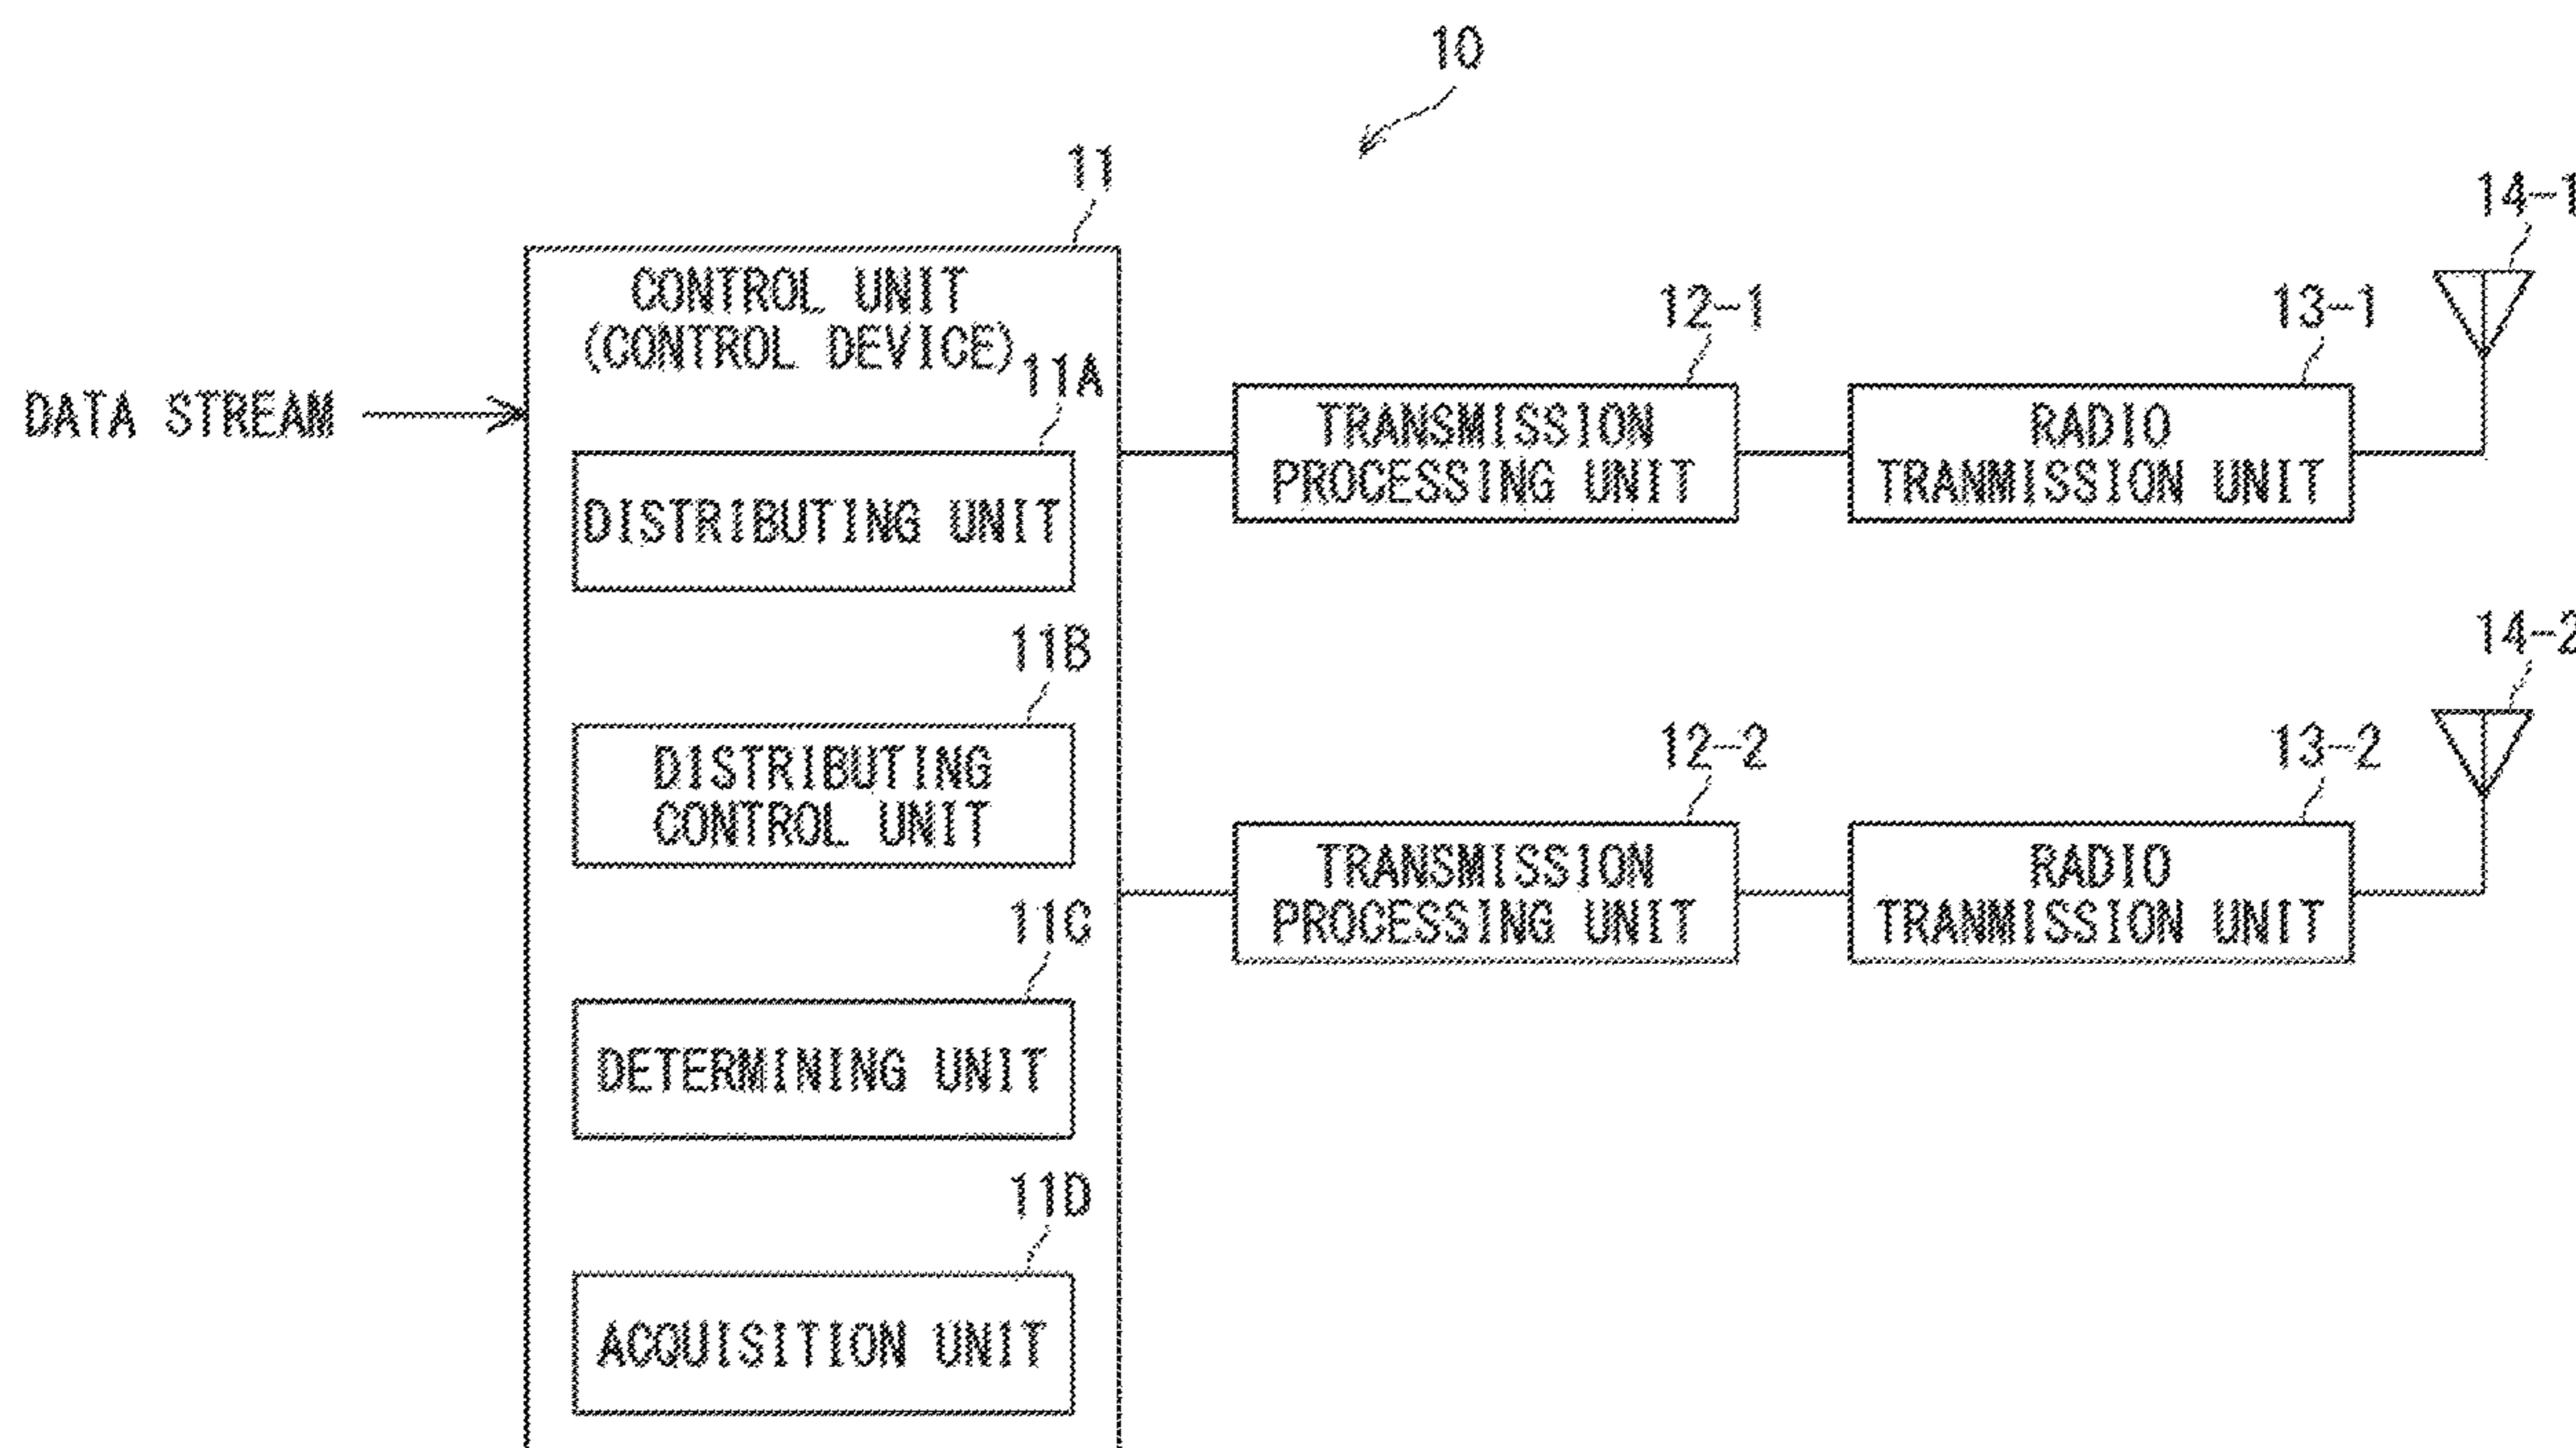 10
11
14-1
CONTROL UNIT
(CONTROL DEVICE)
12-1
13-1
11A
DATA STREAM
TRANSMISSION
PROCESSING UNIT
RADIO
TRANMISSION UNIT
DISTRIBUTING UNIT
11B
14-2
12-2
13-2
DISTRIBUTING
CONTROL UNIT
TRANSMISSION
PROCESSING UNIT
RADIO
TRANMISSION UNIT
11C
DETERMINING UNIT
11D
ACQUISITION UNIT